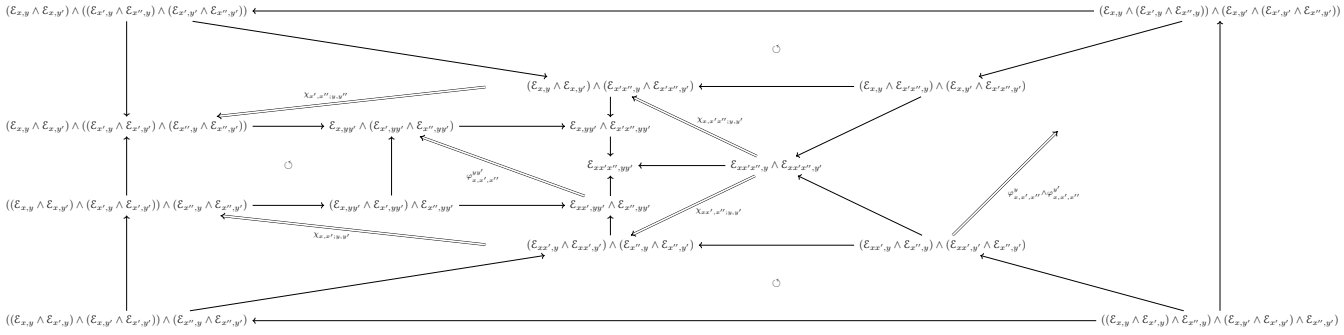 (ℰ_{x,y} ∧ ℰ_{x,y'}) ∧ ((ℰ_{x',y} ∧ ℰ_{x'',y}) ∧ (ℰ_{x',y'} ∧ ℰ_{x'',y'})) (ℰ_{x,y} ∧ (ℰ_{x',y} ∧ ℰ_{x'',y})) ∧ (ℰ_{x,y'} ∧ (ℰ_{x',y'} ∧ ℰ_{x'',y'}))
↺
(ℰ_{x,y} ∧ ℰ_{x,y'}) ∧ (ℰ_{x'x'',y} ∧ ℰ_{x'x'',y'}) (ℰ_{x,y} ∧ ℰ_{x'x'',y}) ∧ (ℰ_{x,y'} ∧ ℰ_{x'x'',y'})
χ_{x',x'';y,y''}
χ_{x,x'x'';y,y'}
(ℰ_{x,y} ∧ ℰ_{x,y'}) ∧ ((ℰ_{x',y} ∧ ℰ_{x',y'}) ∧ (ℰ_{x'',y} ∧ ℰ_{x'',y'})) ℰ_{x,yy'} ∧ (ℰ_{x',yy'} ∧ ℰ_{x'',yy'}) ℰ_{x,yy'} ∧ ℰ_{x'x'',yy'}
↺ ℰ_{xx'x'',yy'} ℰ_{xx'x'',y} ∧ ℰ_{xx'x'',y'}
φ^{yy'}_{x,x',x''}
φ^{y}_{x,x',x''} ∧ φ^{y'}_{x,x',x''}
((ℰ_{x,y} ∧ ℰ_{x,y'}) ∧ (ℰ_{x',y} ∧ ℰ_{x',y'})) ∧ (ℰ_{x'',y} ∧ ℰ_{x'',y'}) (ℰ_{x,yy'} ∧ ℰ_{x',yy'}) ∧ ℰ_{x'',yy'} ℰ_{xx',yy'} ∧ ℰ_{x'',yy'}
χ_{xx',x'';y,y'}
χ_{x,x';y,y'}
(ℰ_{xx',y} ∧ ℰ_{xx',y'}) ∧ (ℰ_{x'',y} ∧ ℰ_{x'',y'}) (ℰ_{xx',y} ∧ ℰ_{x'',y}) ∧ (ℰ_{xx',y'} ∧ ℰ_{x'',y'})
↺
((ℰ_{x,y} ∧ ℰ_{x',y}) ∧ (ℰ_{x,y'} ∧ ℰ_{x',y'})) ∧ (ℰ_{x'',y} ∧ ℰ_{x'',y'}) ((ℰ_{x,y} ∧ ℰ_{x',y}) ∧ ℰ_{x'',y}) ∧ (ℰ_{x,y'} ∧ ℰ_{x',y'}) ∧ ℰ_{x'',y'})